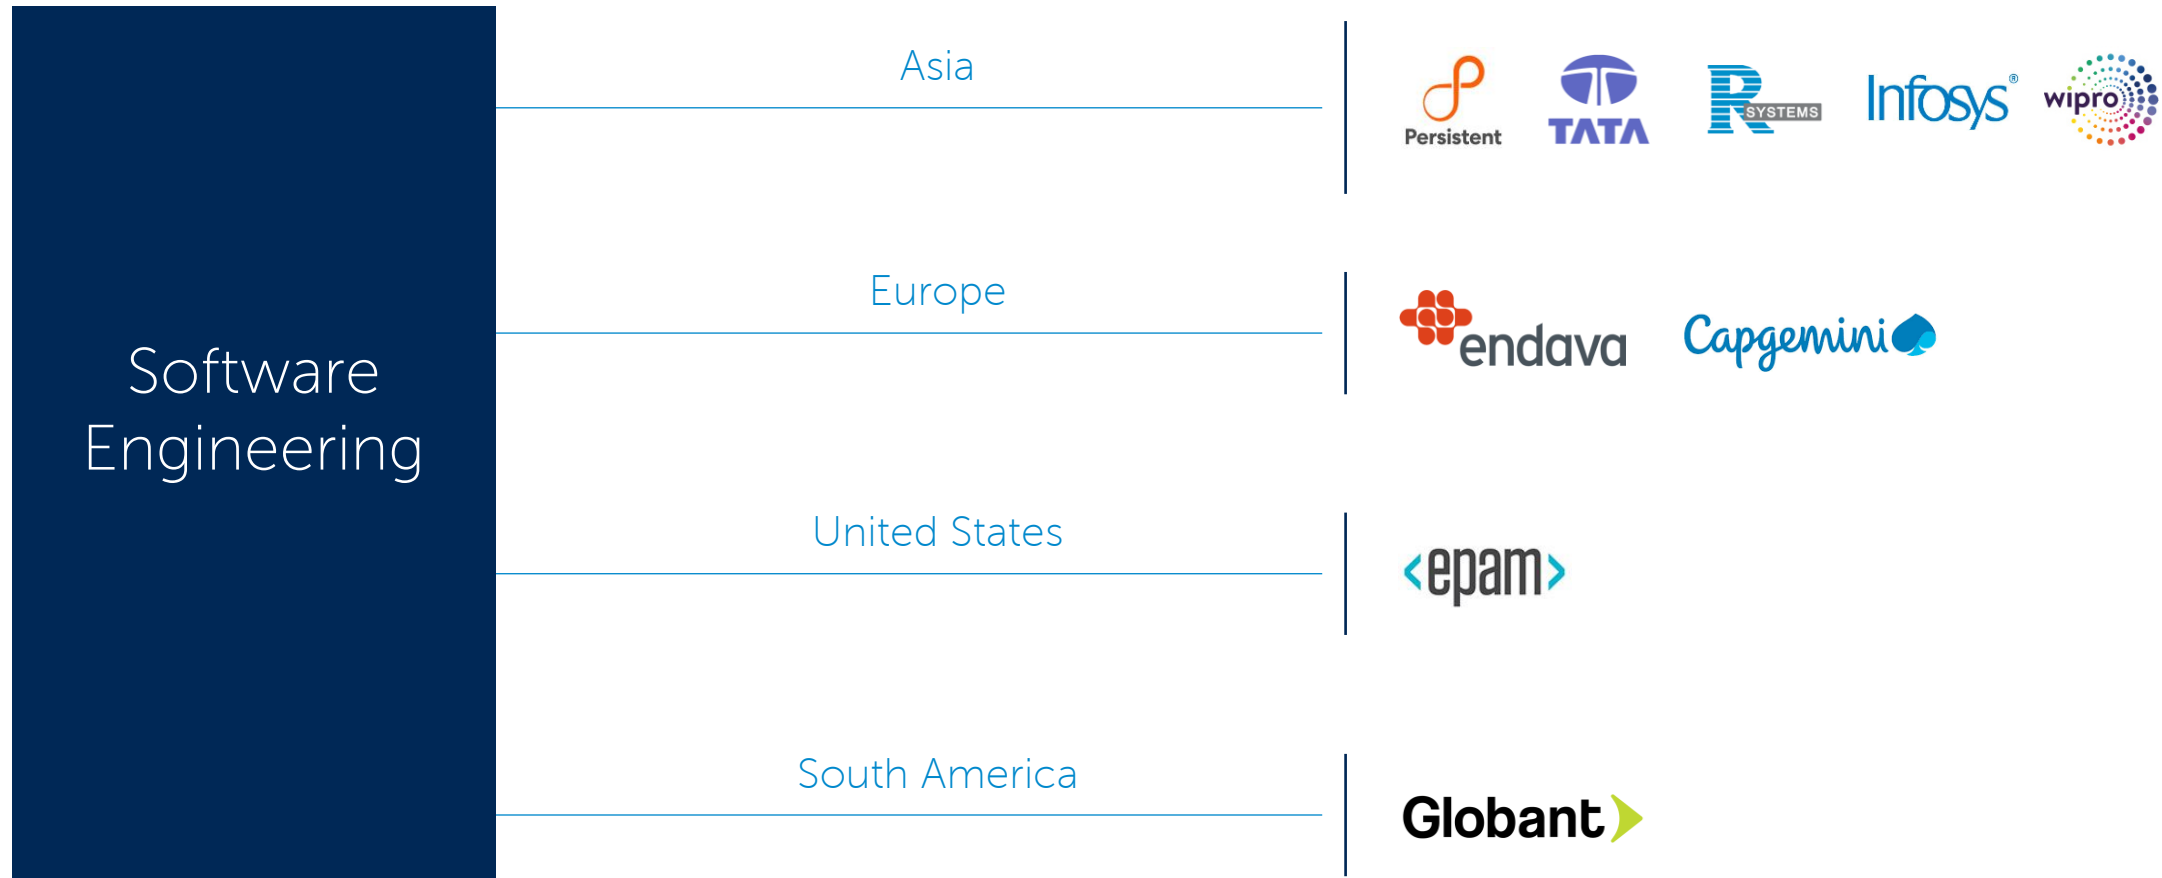 Software
Engineering
Asia
Persistent
TATA
R SYSTEMS
Infosys®
wipro
Europe
endava
Capgemini
United States
<epam>
South America
Globant